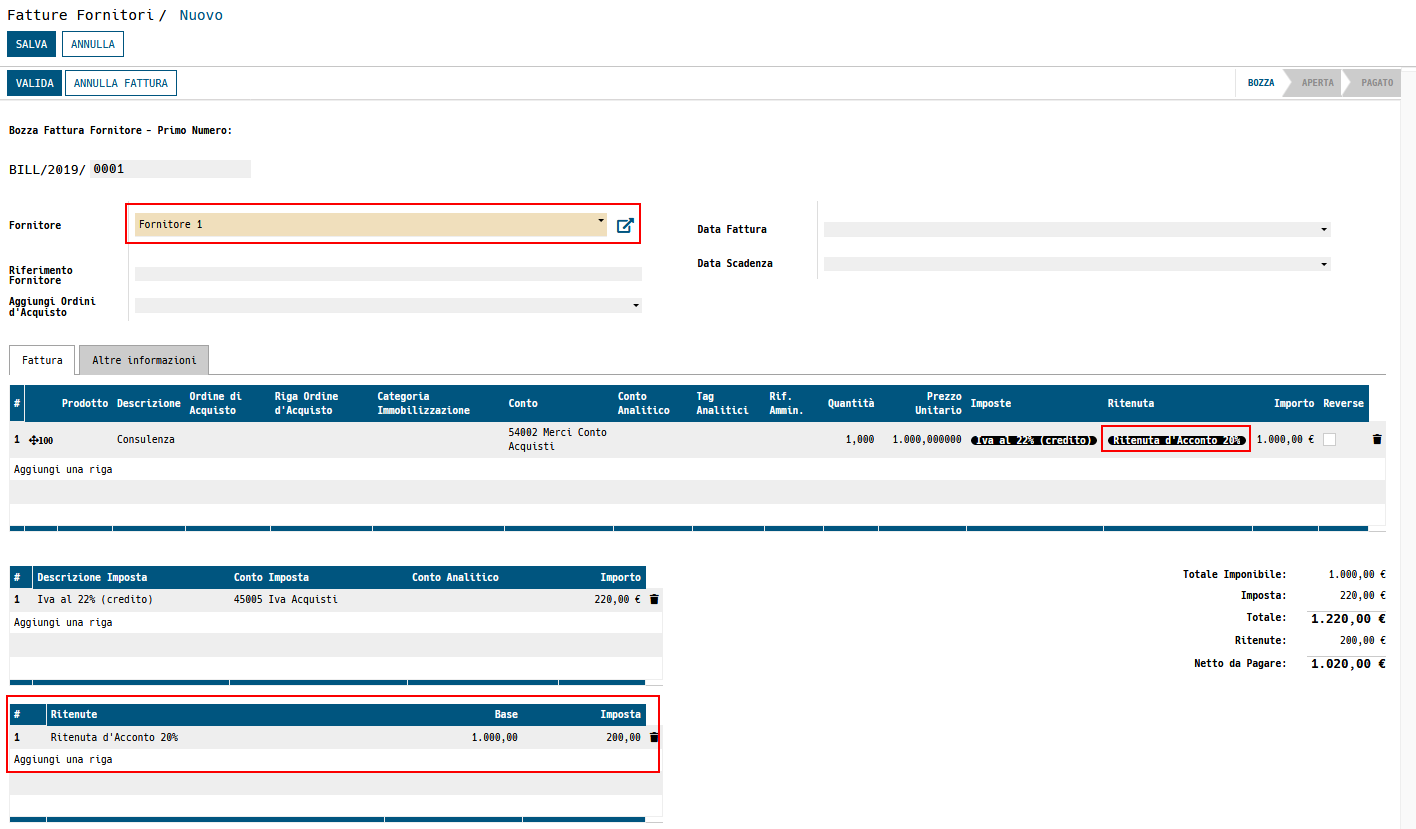 Fatture Fornitori / Nuovo
SALVA ANNULLA
VALIDA ANNULLA FATTURA BOZZA APERTA PAGATO
Bozza Fattura Fornitore - Primo Numero:
BILL/2019/ 0001
Fornitore Fornitore 1
Data Fattura
Riferimento
Fornitore
Data Scadenza
Aggiungi Ordini
d'Acquisto
Fattura Altre informazioni
# Prodotto Descrizione Ordine di Acquisto Riga Ordine d'Acquisto Categoria Immobilizzazione Conto Conto Analitico Tag Analitici Rif. Ammin. Quantità Prezzo Unitario Imposte Ritenuta Importo Reverse
1 100 Consulenza 54002 Merci Conto Acquisti 1,000 1.000,000000 Iva al 22% (credito) Ritenuta d'Acconto 20% 1.000,00 €
Aggiungi una riga
# Descrizione Imposta Conto Imposta Conto Analitico Importo
1 Iva al 22% (credito) 45005 Iva Acquisti 220,00 €
Aggiungi una riga
Totale Imponibile: 1.000,00 €
Imposta: 220,00 €
Totale: 1.220,00 €
Ritenute: 200,00 €
Netto da Pagare: 1.020,00 €
# Ritenute Base Imposta
1 Ritenuta d'Acconto 20% 1.000,00 200,00
Aggiungi una riga